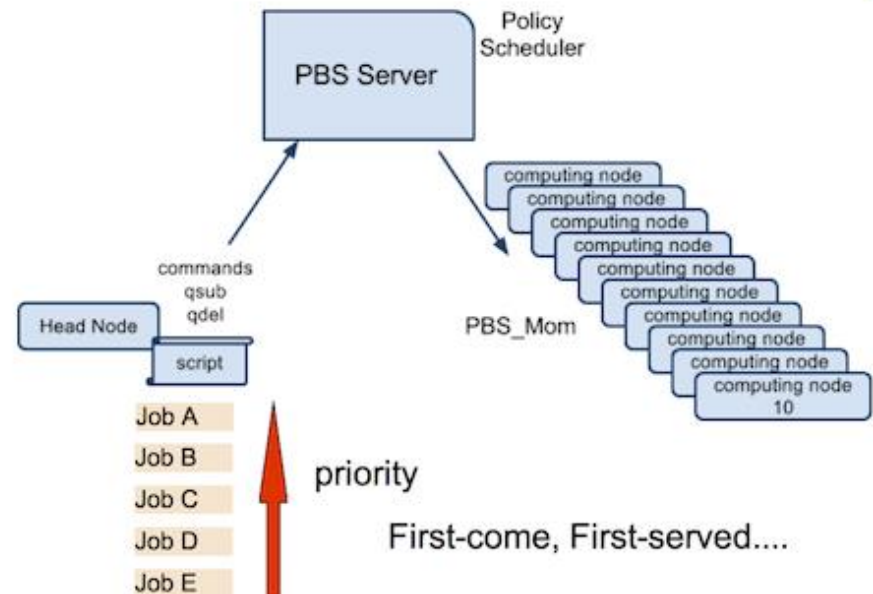 Policy
Scheduler
PBS Server
computing node
computing node
computing node
computing node
computing node
computing node
computing node
computing node
computing node
computing node
10
commands
qsub
qdel
Head Node
script
PBS_Mom
Job A
Job B
Job C
Job D
Job E
priority
First-come, First-served....